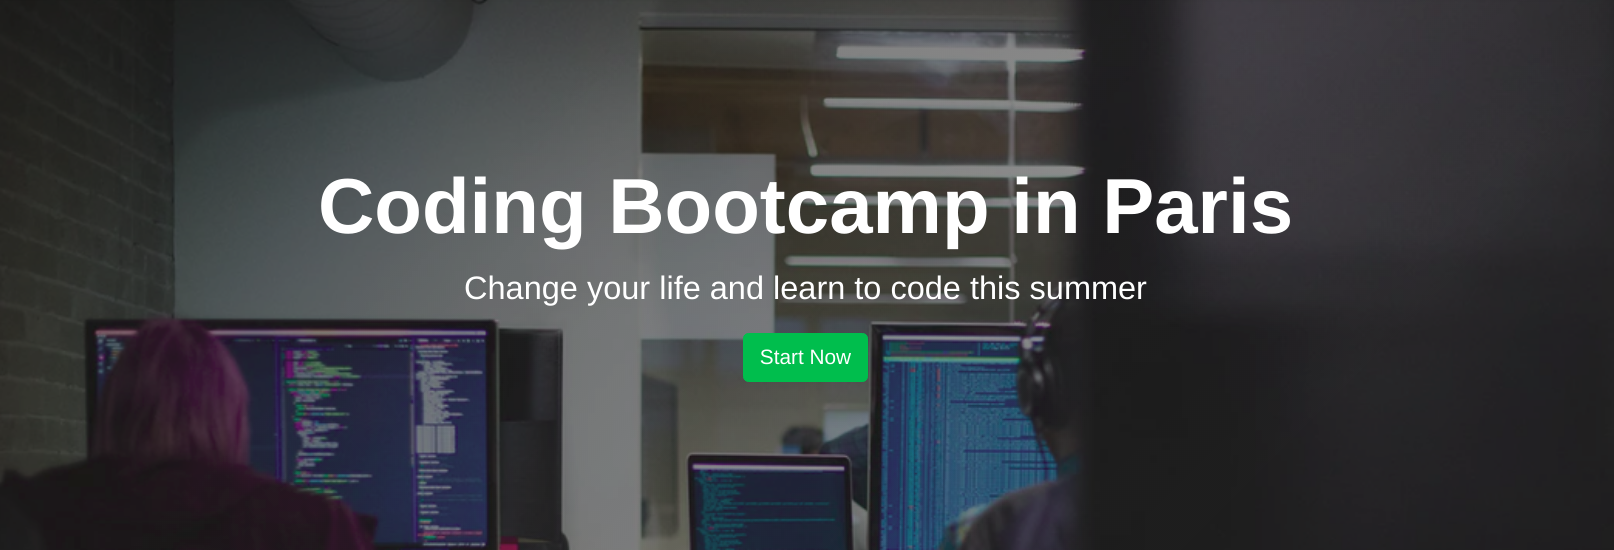 Coding Bootcamp in Paris
Change your life and learn to code this summer
Start Now